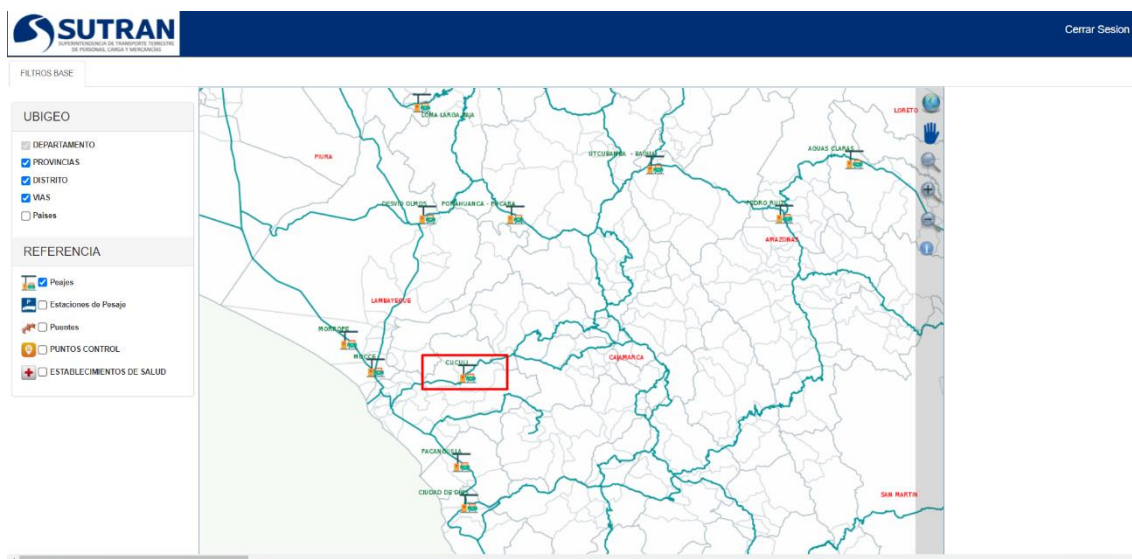 SUTRAN
SUPERINTENDENCIA DE TRANSPORTE TERRESTRE
DE PERSONAS, CARGA Y MERCANCÍAS
Cerrar Sesion
FILTROS BASE
UBIGEO
DEPARTAMENTO
PROVINCIAS
DISTRITO
VIAS
Países
REFERENCIA
Peajes
Estaciones de Pesaje
Puentes
PUNTOS CONTROL
ESTABLECIMIENTOS DE SALUD
LOMA LARGA BAJA
LORETO
PIURA
UTCUBAMBA - BAGUA
AGUAS CLARAS
DESVIO OLMOS
POMAHUANCA - PUCARA
PEDRO RUIZ
AMAZONAS
LAMBAYEQUE
MORROPE
MOCCE
CUCULI
CAJAMARCA
PACANGUILLA
CIUDAD DE DIOS
SAN MARTIN